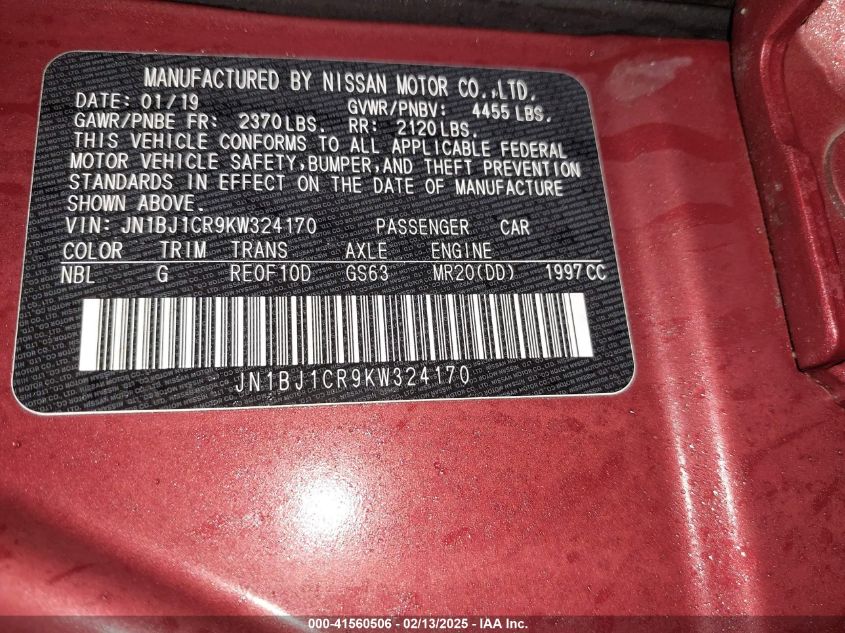 MANUFACTURED BY NISSAN MOTOR CO.,LTD.
DATE: 01/19 GVWR/PNBV: 4455 LBS.
GAWR/PNBE FR: 2370 LBS. RR: 2120 LBS.
THIS VEHICLE CONFORMS TO ALL APPLICABLE FEDERAL
MOTOR VEHICLE SAFETY,BUMPER,AND THEFT PREVENTION
STANDARDS IN EFFECT ON THE DATE OF MANUFACTURE
SHOWN ABOVE.
VIN: JN1BJ1CR9KW324170 PASSENGER CAR
COLOR TRIM TRANS AXLE ENGINE
NBL G RE0F10D GS63 MR20(DD) 1997CC
JN1BJ1CR9KW324170
000-41560506 - 02/13/2025 - IAA Inc.